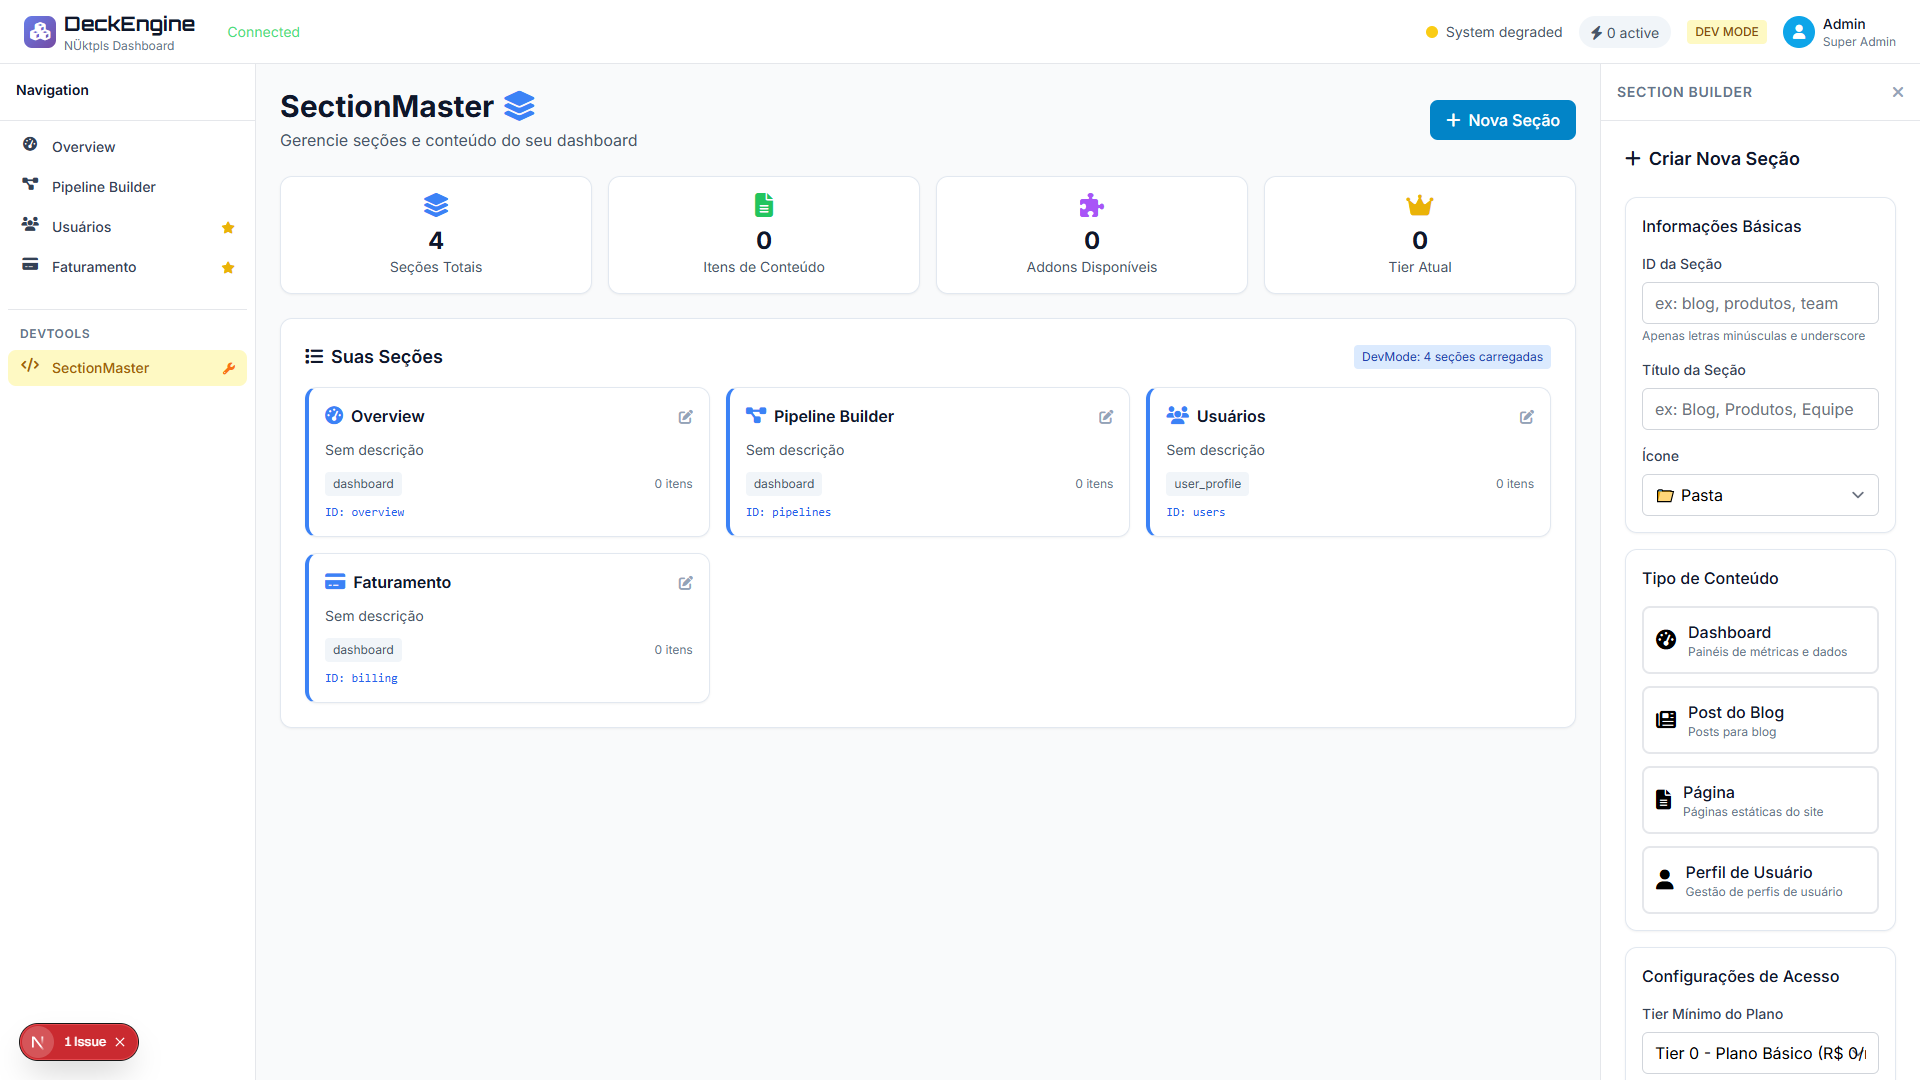 DeckEngine
NÜktpls Dashboard
Connected
System degraded
0 active
DEV MODE
Admin
Super Admin
Navigation
Overview
Pipeline Builder
Usuários
Faturamento
DEVTOOLS
SectionMaster
SectionMaster
Gerencie seções e conteúdo do seu dashboard
Nova Seção
4
Seções Totais
0
Itens de Conteúdo
0
Addons Disponíveis
0
Tier Atual
Suas Seções
DevMode: 4 seções carregadas
Overview
Sem descrição
dashboard
0 itens
ID: overview
Pipeline Builder
Sem descrição
dashboard
0 itens
ID: pipelines
Usuários
Sem descrição
user_profile
0 itens
ID: users
Faturamento
Sem descrição
dashboard
0 itens
ID: billing
SECTION BUILDER
Criar Nova Seção
Informações Básicas
ID da Seção
ex: blog, produtos, team
Apenas letras minúsculas e underscore
Título da Seção
ex: Blog, Produtos, Equipe
Ícone
Pasta
Tipo de Conteúdo
Dashboard
Painéis de métricas e dados
Post do Blog
Posts para blog
Página
Páginas estáticas do site
Perfil de Usuário
Gestão de perfis de usuário
Configurações de Acesso
Tier Mínimo do Plano
Tier 0 - Plano Básico (R$ 0/
N
1 Issue